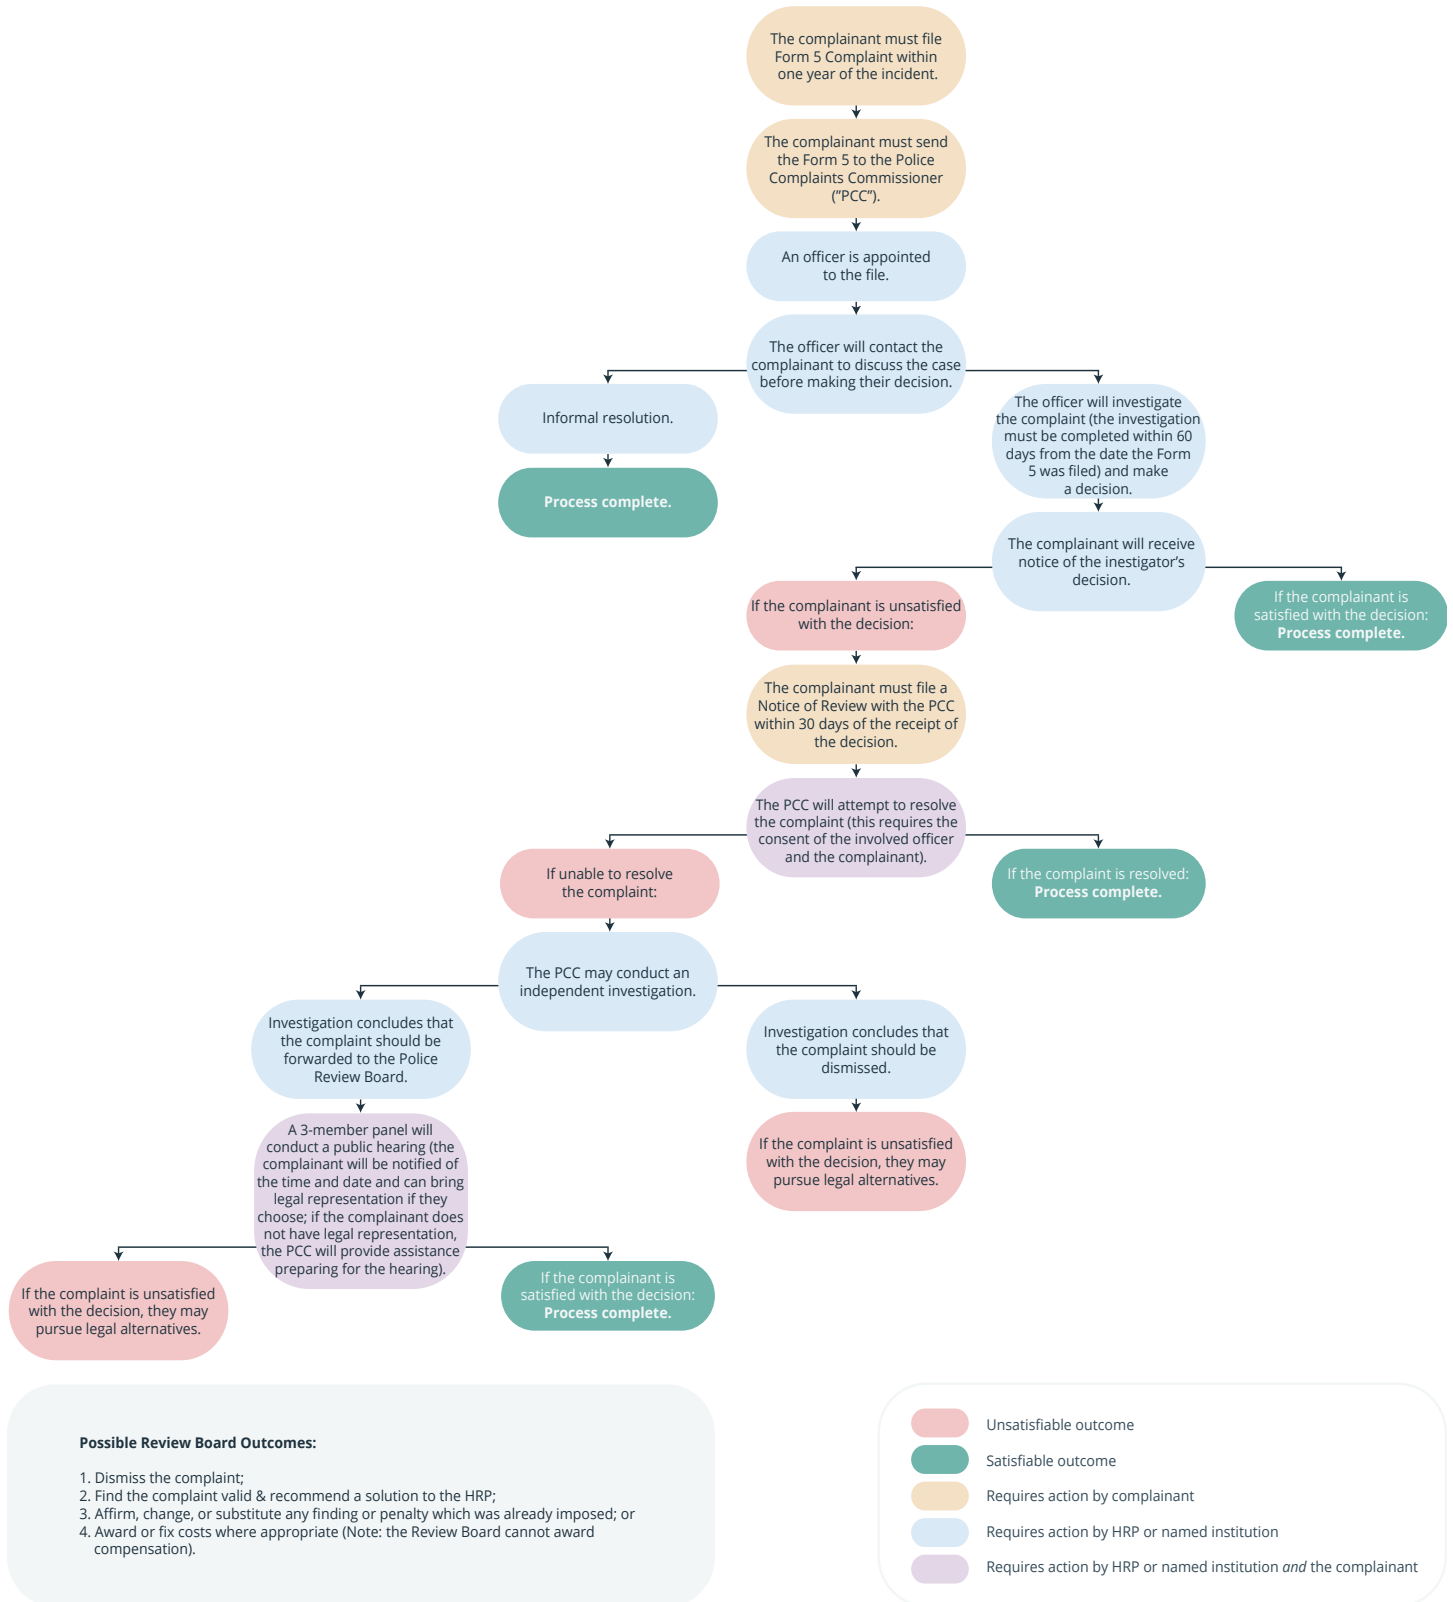 The complainant must file
Form 5 Complaint within
one year of the incident.
The complainant must send
the Form 5 to the Police
Complaints Commissioner
("PCC").
An officer is appointed
to the file.
The officer will contact the
complainant to discuss the case
before making their decision.
Informal resolution.
Process complete.
The officer will investigate
the complaint (the investigation
must be completed within 60
days from the date the Form
5 was filed) and make
a decision.
The complainant will receive
notice of the inestigator's
decision.
If the complainant is unsatisfied
with the decision:
If the complainant is
satisfied with the decision:
Process complete.
The complainant must file a
Notice of Review with the PCC
within 30 days of the receipt of
the decision.
The PCC will attempt to resolve
the complaint (this requires the
consent of the involved officer
and the complainant).
If unable to resolve
the complaint:
If the complaint is resolved:
Process complete.
The PCC may conduct an
independent investigation.
Investigation concludes that
the complaint should be
forwarded to the Police
Review Board.
Investigation concludes that
the complaint should be
dismissed.
A 3-member panel will
conduct a public hearing (the
complainant will be notified of
the time and date and can bring
legal representation if they
choose; if the complainant does
not have legal representation,
the PCC will provide assistance
preparing for the hearing).
If the complaint is unsatisfied
with the decision, they may
pursue legal alternatives.
If the complaint is unsatisfied
with the decision, they may
pursue legal alternatives.
If the complainant is
satisfied with the decision:
Process complete.
Possible Review Board Outcomes:
1. Dismiss the complaint;
2. Find the complaint valid & recommend a solution to the HRP;
3. Affirm, change, or substitute any finding or penalty which was already imposed; or
4. Award or fix costs where appropriate (Note: the Review Board cannot award
compensation).
Unsatisfiable outcome
Satisfiable outcome
Requires action by complainant
Requires action by HRP or named institution
Requires action by HRP or named institution and the complainant